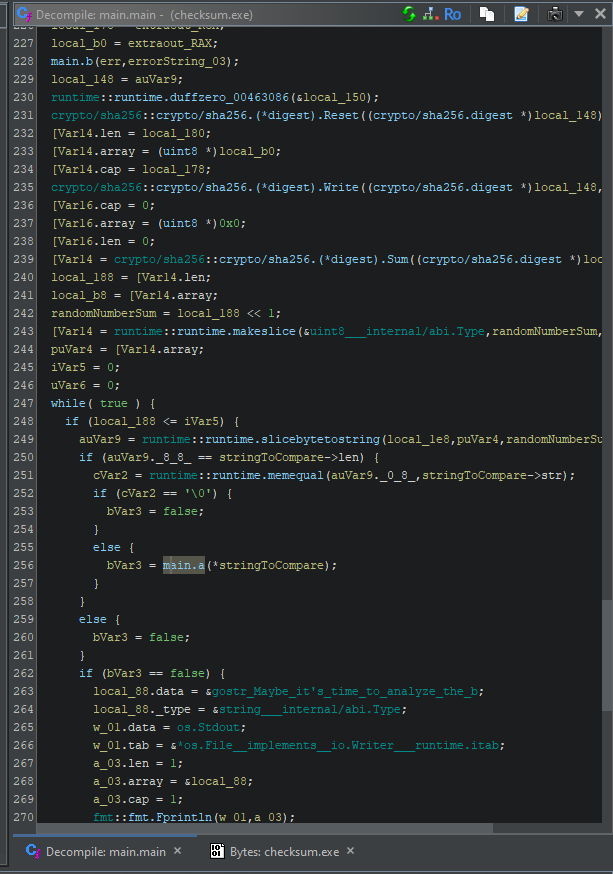 Decompile: main.main - (checksum.exe)
Ro
227 local_b0 = extraout_RAX;
228 main.b(err,errorString_03);
229 local_148 = auVar9;
230 runtime::runtime.duffzero_00463086(&local_150);
231 crypto/sha256::crypto/sha256.(*digest).Reset((crypto/sha256.digest *)local_148)
232 [Var14.len = local_180;
233 [Var14.array = (uint8 *)local_b0;
234 [Var14.cap = local_178;
235 crypto/sha256::crypto/sha256.(*digest).Write((crypto/sha256.digest *)local_148,
236 [Var16.cap = 0;
237 [Var16.array = (uint8 *)0x0;
238 [Var16.len = 0;
239 [Var14 = crypto/sha256::crypto/sha256.(*digest).Sum((crypto/sha256.digest *)loc
240 local_188 = [Var14.len;
241 local_b8 = [Var14.array;
242 randomNumberSum = local_188 << 1;
243 [Var14 = runtime::runtime.makeslice(&uint8___internal/abi.Type,randomNumberSum,
244 puVar4 = [Var14.array;
245 iVar5 = 0;
246 uVar6 = 0;
247 while( true ) {
248 if (local_188 <= iVar5) {
249 auVar9 = runtime::runtime.slicebytetostring(local_1e8,puVar4,randomNumberSu
250 if (auVar9._8_8_ == stringToCompare->len) {
251 cVar2 = runtime::runtime.memequal(auVar9._0_8_,stringToCompare->str);
252 if (cVar2 == '\0') {
253 bVar3 = false;
254 }
255 else {
256 bVar3 = main.a(*stringToCompare);
257 }
258 }
259 else {
260 bVar3 = false;
261 }
262 if (bVar3 == false) {
263 local_88.data = &gostr_Maybe_it's_time_to_analyze_the_b;
264 local_88._type = &string___internal/abi.Type;
265 w_01.data = os.Stdout;
266 w_01.tab = &*os.File__implements__io.Writer___runtime.itab;
267 a_03.len = 1;
268 a_03.array = &local_88;
269 a_03.cap = 1;
270 fmt::fmt.Fprintln(w_01,a_03);
Decompile: main.main
Bytes: checksum.exe